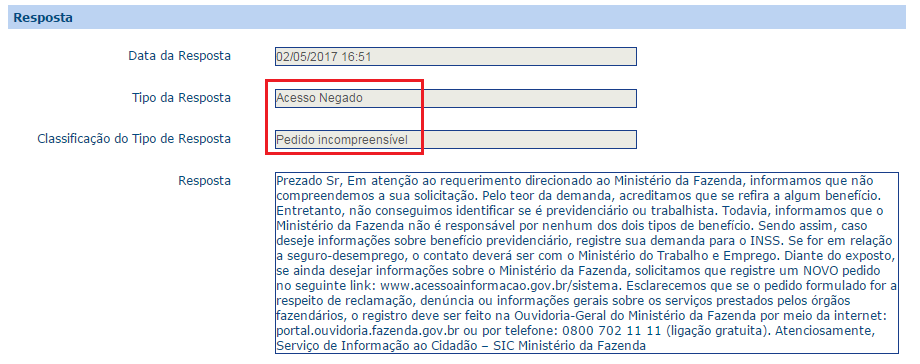 Resposta
Data da Resposta 02/05/2017 16:51
Tipo da Resposta Acesso Negado
Classificação do Tipo de Resposta Pedido incompreensível
Resposta Prezado Sr, Em atenção ao requerimento direcionado ao Ministério da Fazenda, informamos que não
compreendemos a sua solicitação. Pelo teor da demanda, acreditamos que se refira a algum benefício.
Entretanto, não conseguimos identificar se é previdenciário ou trabalhista. Todavia, informamos que o
Ministério da Fazenda não é responsável por nenhum dos dois tipos de benefício. Sendo assim, caso
deseje informações sobre benefício previdenciário, registre sua demanda para o INSS. Se for em relação
a seguro-desemprego, o contato deverá ser com o Ministério do Trabalho e Emprego. Diante do exposto,
se ainda desejar informações sobre o Ministério da Fazenda, solicitamos que registre um NOVO pedido
no seguinte link: www.acessoainformacao.gov.br/sistema. Esclarecemos que se o pedido formulado for a
respeito de reclamação, denúncia ou informações gerais sobre os serviços prestados pelos órgãos
fazendários, o registro deve ser feito na Ouvidoria-Geral do Ministério da Fazenda por meio da internet:
portal.ouvidoria.fazenda.gov.br ou por telefone: 0800 702 11 11 (ligação gratuita). Atenciosamente,
Serviço de Informação ao Cidadão – SIC Ministério da Fazenda